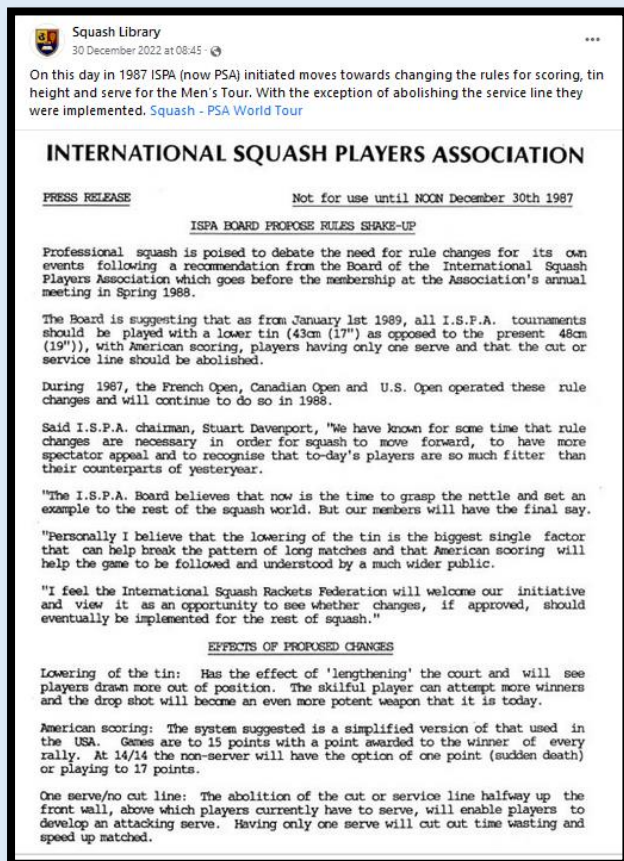 Squash Library
30 December 2022 at 08:45 ·
On this day in 1987 ISPA (now PSA) initiated moves towards changing the rules for scoring, tin
height and serve for the Men's Tour. With the exception of abolishing the service line they
were implemented. Squash - PSA World Tour
INTERNATIONAL SQUASH PLAYERS ASSOCIATION
PRESS RELEASE Not for use until NOON December 30th 1987
ISPA BOARD PROPOSE RULES SHAKE-UP
Professional squash is poised to debate the need for rule changes for its own
events following a recommendation from the Board of the International Squash
Players Association which goes before the membership at the Association's annual
meeting in Spring 1988.
The Board is suggesting that as from January 1st 1989, all I.S.P.A. tournaments
should be played with a lower tin (43cm (17") as opposed to the present 48cm
(19")), with American scoring, players having only one serve and that the cut or
service line should be abolished.
During 1987, the French Open, Canadian Open and U.S. Open operated these rule
changes and will continue to do so in 1988.
Said I.S.P.A. chairman, Stuart Davenport, "We have known for some time that rule
changes are necessary in order for squash to move forward, to have more
spectator appeal and to recognise that to-day's players are so much fitter than
their counterparts of yesteryear.
"The I.S.P.A. Board believes that now is the time to grasp the nettle and set an
example to the rest of the squash world. But our members will have the final say.
"Personally I believe that the lowering of the tin is the biggest single factor
that can help break the pattern of long matches and that American scoring will
help the game to be followed and understood by a much wider public.
"I feel the International Squash Rackets Federation will welcome our initiative
and view it as an opportunity to see whether changes, if approved, should
eventually be implemented for the rest of squash."
EFFECTS OF PROPOSED CHANGES
Lowering of the tin: Has the effect of 'lengthening' the court and will see
players drawn more out of position. The skilful player can attempt more winners
and the drop shot will become an even more potent weapon that it is today.
American scoring: The system suggested is a simplified version of that used in
the USA. Games are to 15 points with a point awarded to the winner of every
rally. At 14/14 the non-server will have the option of one point (sudden death)
or playing to 17 points.
One serve/no cut line: The abolition of the cut or service line halfway up the
front wall, above which players currently have to serve, will enable players to
develop an attacking serve. Having only one serve will cut out time wasting and
speed up matched.